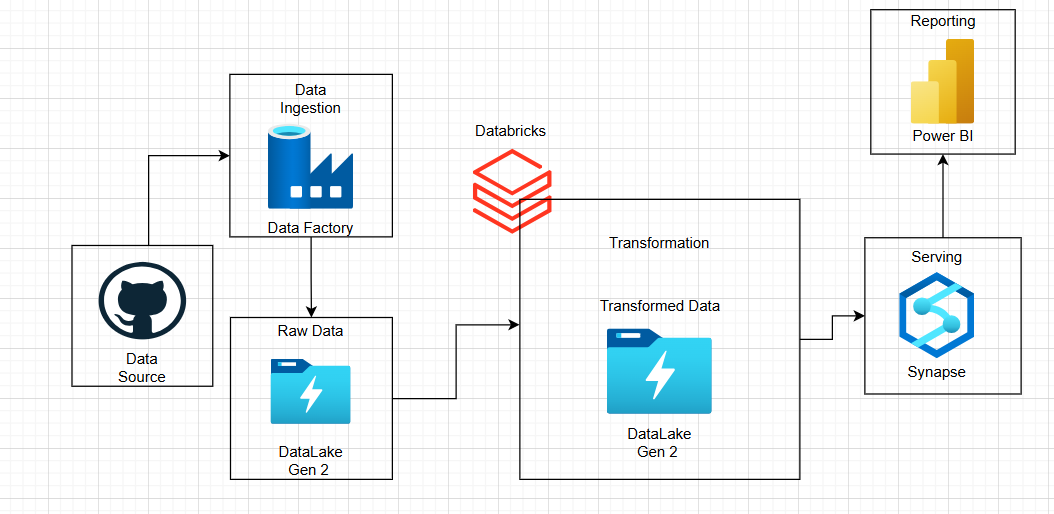 Data
Source
Data
Ingestion
Data Factory
Raw Data
DataLake
Gen 2
Databricks
Transformation
Transformed Data
DataLake
Gen 2
Serving
Synapse
Reporting
Power BI